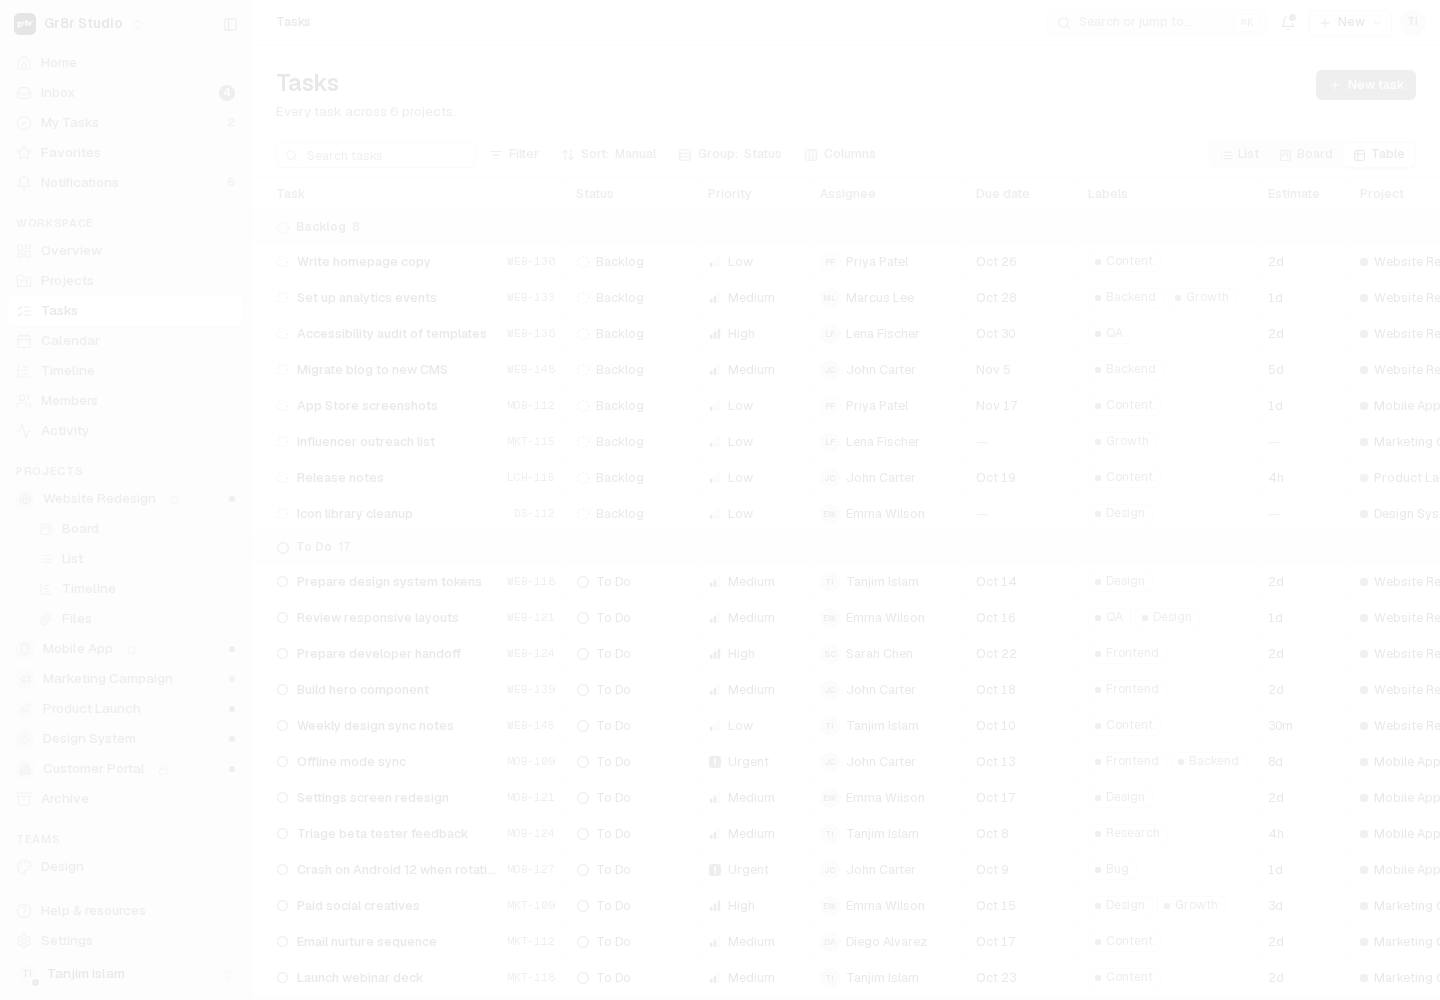 Gr8r Studio
Home
Inbox 4
My Tasks 2
Favorites
Notifications 6
WORKSPACE
Overview
Projects
Tasks
Calendar
Timeline
Members
Activity
PROJECTS
Website Redesign
Board
List
Timeline
Files
Mobile App
Marketing Campaign
Product Launch
Design System
Customer Portal
Archive
TEAMS
Design
Help & resources
Settings
TI Tanjim Islam
Tasks Search or jump to... ⌘K New TI
Tasks
Every task across 6 projects.
New task
Search tasks Filter Sort: Manual Group: Status Columns List Board Table
Task Status Priority Assignee Due date Labels Estimate Project
Backlog 8
Write homepage copy WEB-130 Backlog Low PP Priya Patel Oct 26 Content 2d Website Re
Set up analytics events WEB-133 Backlog Medium ML Marcus Lee Oct 28 Backend Growth 1d Website Re
Accessibility audit of templates WEB-136 Backlog High LF Lena Fischer Oct 30 QA 2d Website Re
Migrate blog to new CMS WEB-148 Backlog Medium JC John Carter Nov 5 Backend 5d Website Re
App Store screenshots MOB-112 Backlog Low PP Priya Patel Nov 17 Content 1d Mobile App
Influencer outreach list MKT-115 Backlog Low LF Lena Fischer — Growth — Marketing C
Release notes LCH-115 Backlog Low JC John Carter Oct 19 Content 4h Product La
Icon library cleanup DS-112 Backlog Low EW Emma Wilson — Design — Design Sys
To Do 17
Prepare design system tokens WEB-118 To Do Medium TI Tanjim Islam Oct 14 Design 2d Website Re
Review responsive layouts WEB-121 To Do Medium EW Emma Wilson Oct 16 QA Design 1d Website Re
Prepare developer handoff WEB-124 To Do High SC Sarah Chen Oct 22 Frontend 2d Website Re
Build hero component WEB-139 To Do Medium JC John Carter Oct 18 Frontend 2d Website Re
Weekly design sync notes WEB-145 To Do Low TI Tanjim Islam Oct 10 Content 30m Website Re
Offline mode sync MOB-109 To Do Urgent JC John Carter Oct 13 Frontend Backend 8d Mobile App
Settings screen redesign MOB-121 To Do Medium EW Emma Wilson Oct 17 Design 2d Mobile App
Triage beta tester feedback MOB-124 To Do Medium TI Tanjim Islam Oct 8 Research 4h Mobile App
Crash on Android 12 when rotati... MOB-127 To Do Urgent JC John Carter Oct 9 Bug 1d Mobile App
Paid social creatives MKT-109 To Do High EW Emma Wilson Oct 15 Design Growth 3d Marketing C
Email nurture sequence MKT-112 To Do Medium DA Diego Alvarez Oct 17 Content 2d Marketing C
Launch webinar deck MKT-118 To Do Medium TI Tanjim Islam Oct 23 Content 2d Marketing C